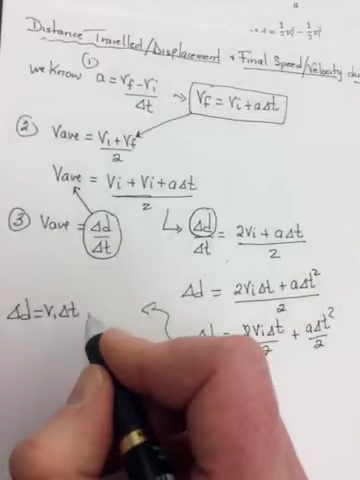 Distance Travelled/Displacement & Final Speed/Velocity
① we know a = Vf - Vi / Δt → Vf = Vi + aΔt
② Vave = Vi + Vf / 2
Vave = Vi + Vi + aΔt / 2
③ Vave = Δd / Δt
Δd / Δt = 2Vi + aΔt / 2
Δd = 2ViΔt + aΔt² / 2
Δd = 2ViΔt / 2 + aΔt² / 2
Δd = ViΔt